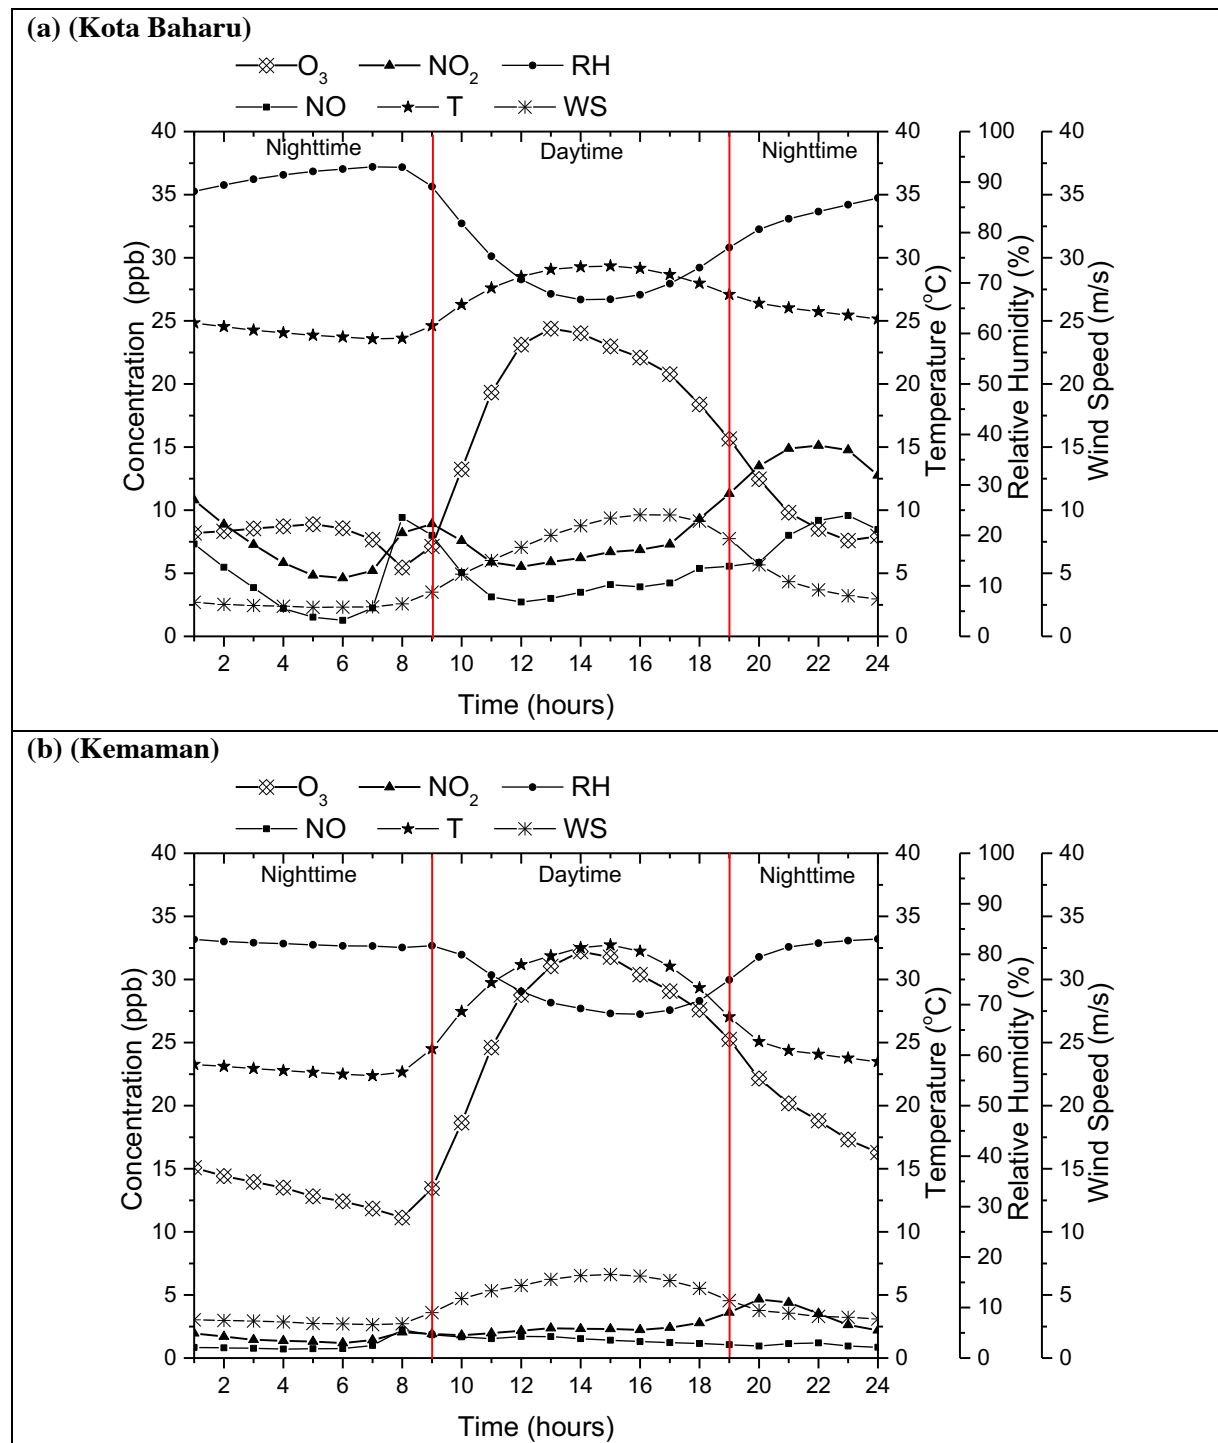 (a) (Kota Baharu)
O3 NO2 RH
NO T WS
Nighttime Daytime Nighttime
40 35 30 25 20 15 10 5 0
Concentration (ppb)
40 35 30 25 20 15 10 5 0
Temperature (°C)
100 90 80 70 60 50 40 30 20 10 0
Relative Humidity (%)
40 35 30 25 20 15 10 5 0
Wind Speed (m/s)
2 4 6 8 10 12 14 16 18 20 22 24
Time (hours)
(b) (Kemaman)
O3 NO2 RH
NO T WS
Nighttime Daytime Nighttime
40 35 30 25 20 15 10 5 0
Concentration (ppb)
40 35 30 25 20 15 10 5 0
Temperature (°C)
100 90 80 70 60 50 40 30 20 10 0
Relative Humidity (%)
40 35 30 25 20 15 10 5 0
Wind Speed (m/s)
2 4 6 8 10 12 14 16 18 20 22 24
Time (hours)